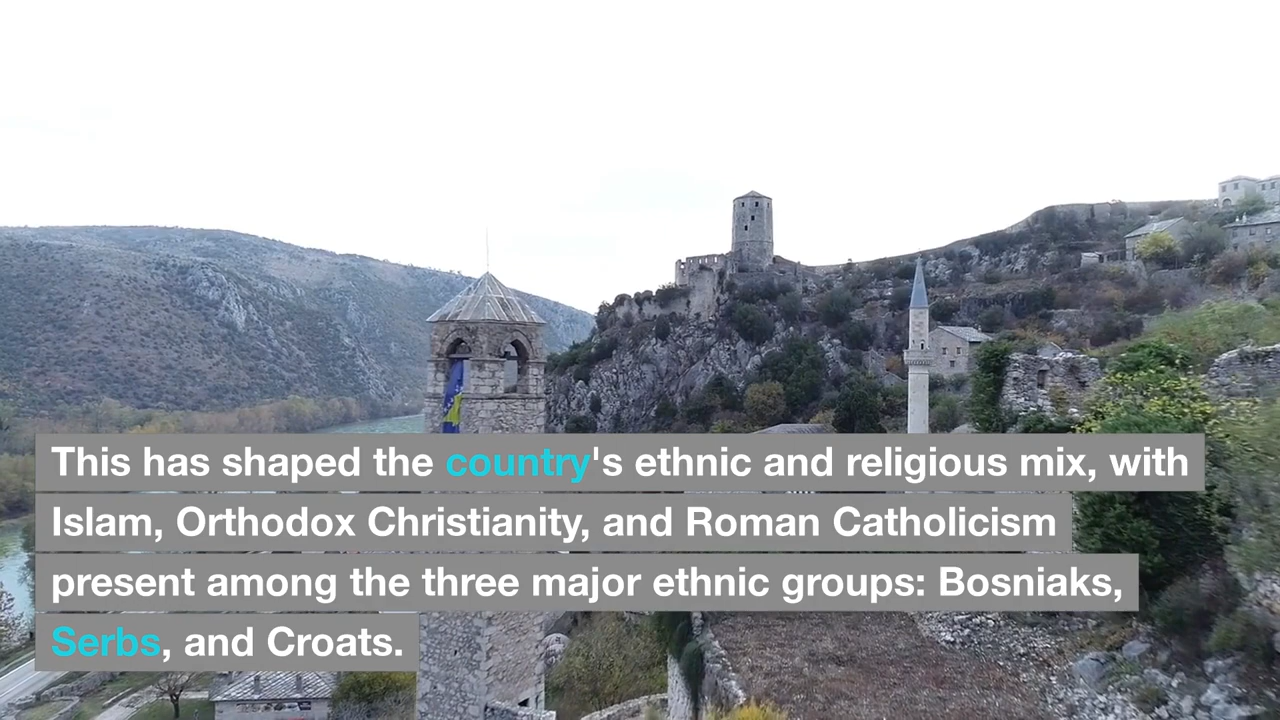 This has shaped the country's ethnic and religious mix, with
Islam, Orthodox Christianity, and Roman Catholicism
present among the three major ethnic groups: Bosniaks,
Serbs, and Croats.